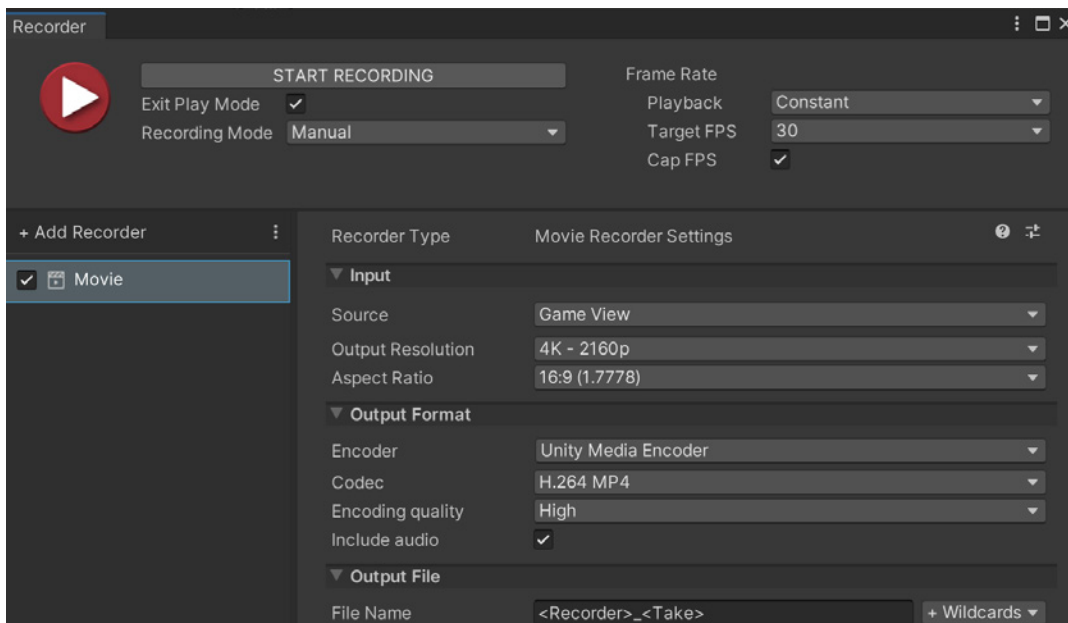 Recorder
START RECORDING
Exit Play Mode
Recording Mode Manual
Frame Rate
Playback Constant
Target FPS 30
Cap FPS
+ Add Recorder
Movie
Recorder Type Movie Recorder Settings
Input
Source Game View
Output Resolution 4K - 2160p
Aspect Ratio 16:9 (1.7778)
Output Format
Encoder Unity Media Encoder
Codec H.264 MP4
Encoding quality High
Include audio
Output File
File Name <Recorder>_<Take> + Wildcards